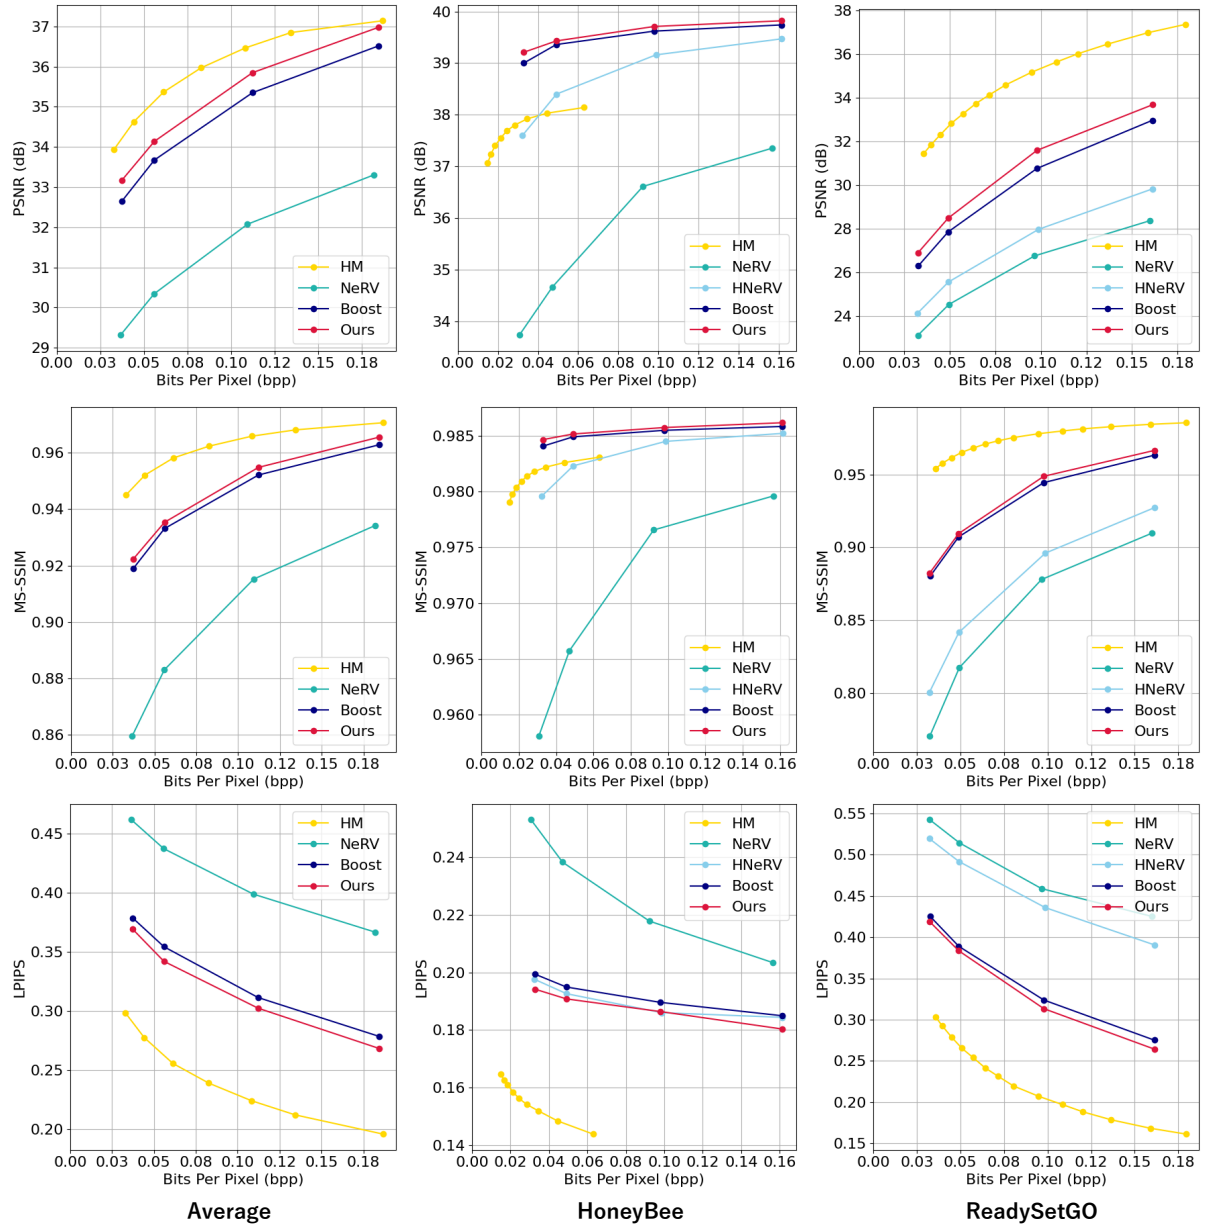 37
36
35
34
33
32
31
30
29
PSNR (dB)
0.00 0.03 0.05 0.08 0.10 0.13 0.15 0.18
Bits Per Pixel (bpp)
HM
NeRV
Boost
Ours
40
39
38
37
36
35
34
PSNR (dB)
0.00 0.02 0.04 0.06 0.08 0.10 0.12 0.14 0.16
Bits Per Pixel (bpp)
HM
NeRV
HNeRV
Boost
Ours
38
36
34
32
30
28
26
24
PSNR (dB)
0.00 0.03 0.05 0.08 0.10 0.13 0.15 0.18
Bits Per Pixel (bpp)
HM
NeRV
HNeRV
Boost
Ours
0.96
0.94
0.92
0.90
0.88
0.86
MS-SSIM
0.00 0.03 0.05 0.08 0.10 0.13 0.15 0.18
Bits Per Pixel (bpp)
HM
NeRV
Boost
Ours
0.985
0.980
0.975
0.970
0.965
0.960
MS-SSIM
0.00 0.02 0.04 0.06 0.08 0.10 0.12 0.14 0.16
Bits Per Pixel (bpp)
HM
NeRV
HNeRV
Boost
Ours
0.95
0.90
0.85
0.80
MS-SSIM
0.00 0.03 0.05 0.08 0.10 0.13 0.15 0.18
Bits Per Pixel (bpp)
HM
NeRV
HNeRV
Boost
Ours
0.45
0.40
0.35
0.30
0.25
0.20
LPIPS
0.00 0.03 0.05 0.08 0.10 0.13 0.15 0.18
Bits Per Pixel (bpp)
HM
NeRV
Boost
Ours
0.24
0.22
0.20
0.18
0.16
0.14
LPIPS
0.00 0.02 0.04 0.06 0.08 0.10 0.12 0.14 0.16
Bits Per Pixel (bpp)
HM
NeRV
HNeRV
Boost
Ours
0.55
0.50
0.45
0.40
0.35
0.30
0.25
0.20
0.15
LPIPS
0.00 0.03 0.05 0.08 0.10 0.13 0.15 0.18
Bits Per Pixel (bpp)
HM
NeRV
HNeRV
Boost
Ours
Average
HoneyBee
ReadySetGO